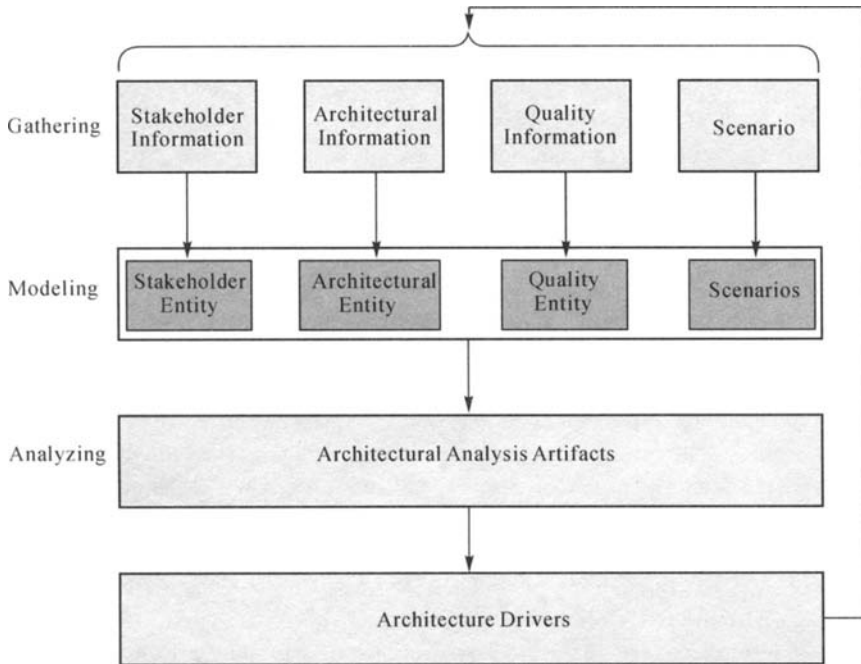 Gathering
Stakeholder
Information
Architectural
Information
Quality
Information
Scenario
Modeling
Stakeholder
Entity
Architectural
Entity
Quality
Entity
Scenarios
Analyzing
Architectural Analysis Artifacts
Architecture Drivers